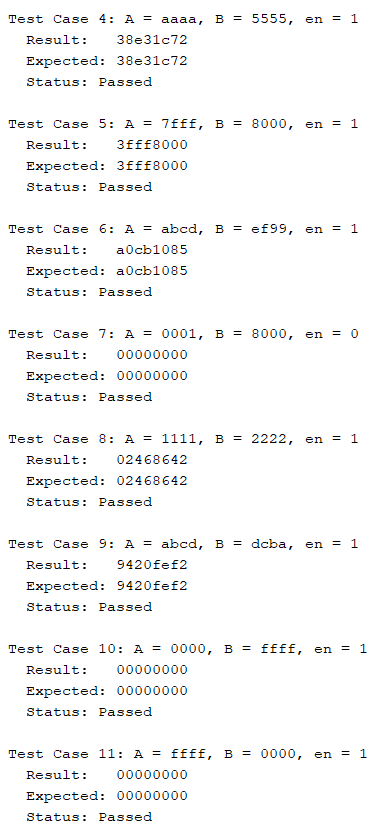 Test Case 4: A = aaaa, B = 5555, en = 1
Result: 38e31c72
Expected: 38e31c72
Status: Passed
Test Case 5: A = 7fff, B = 8000, en = 1
Result: 3fff8000
Expected: 3fff8000
Status: Passed
Test Case 6: A = abcd, B = ef99, en = 1
Result: a0cb1085
Expected: a0cb1085
Status: Passed
Test Case 7: A = 0001, B = 8000, en = 0
Result: 00000000
Expected: 00000000
Status: Passed
Test Case 8: A = 1111, B = 2222, en = 1
Result: 02468642
Expected: 02468642
Status: Passed
Test Case 9: A = abcd, B = dcba, en = 1
Result: 9420fef2
Expected: 9420fef2
Status: Passed
Test Case 10: A = 0000, B = ffff, en = 1
Result: 00000000
Expected: 00000000
Status: Passed
Test Case 11: A = ffff, B = 0000, en = 1
Result: 00000000
Expected: 00000000
Status: Passed